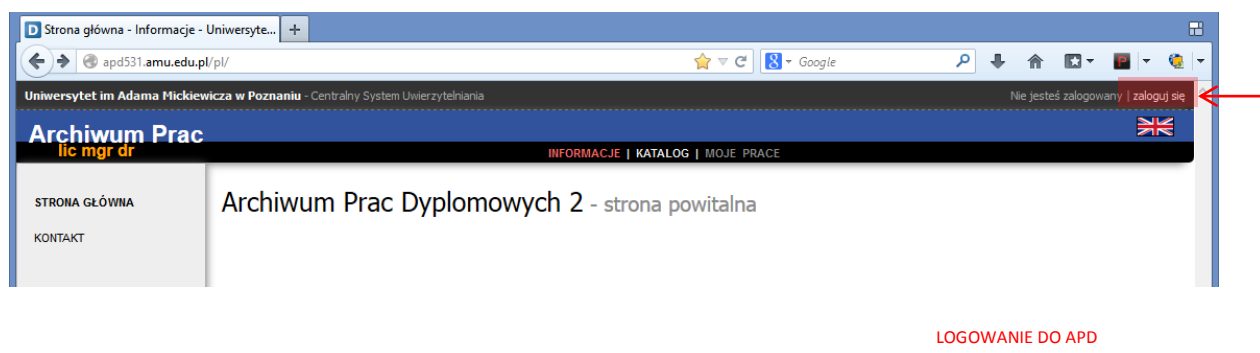 D Strona główna - Informacje - Uniwersyte... +
apd531.amu.edu.pl/pl/ 8 Google P
Uniwersytet im Adama Mickiewicza w Poznaniu - Centralny System Uwierzytelniania Nie jesteś zalogowany | zaloguj się
Archiwum Prac
lic mgr dr
INFORMACJE | KATALOG | MOJE PRACE
STRONA GŁÓWNA
Archiwum Prac Dyplomowych 2 - strona powitalna
KONTAKT
LOGOWANIE DO APD